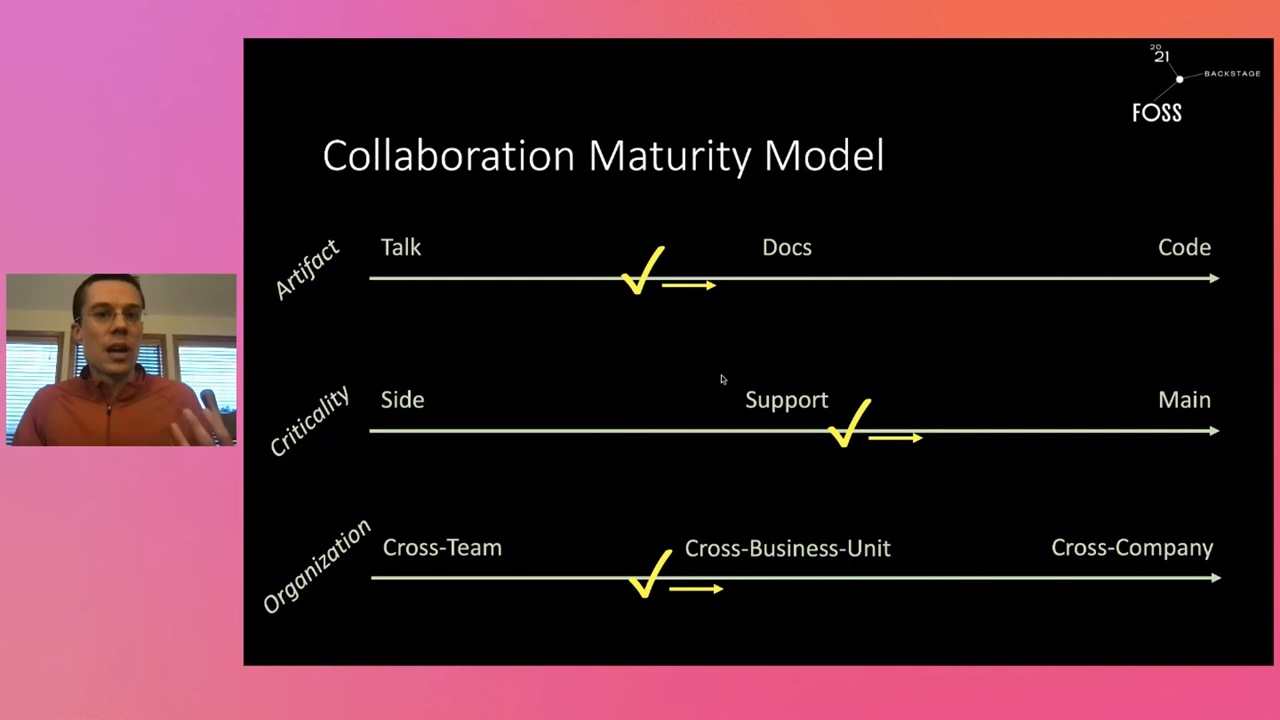 20
21
BACKSTAGE
FOSS
Collaboration Maturity Model
Artifact
Talk
Docs
Code
Criticality
Side
Support
Main
Organization
Cross-Team
Cross-Business-Unit
Cross-Company